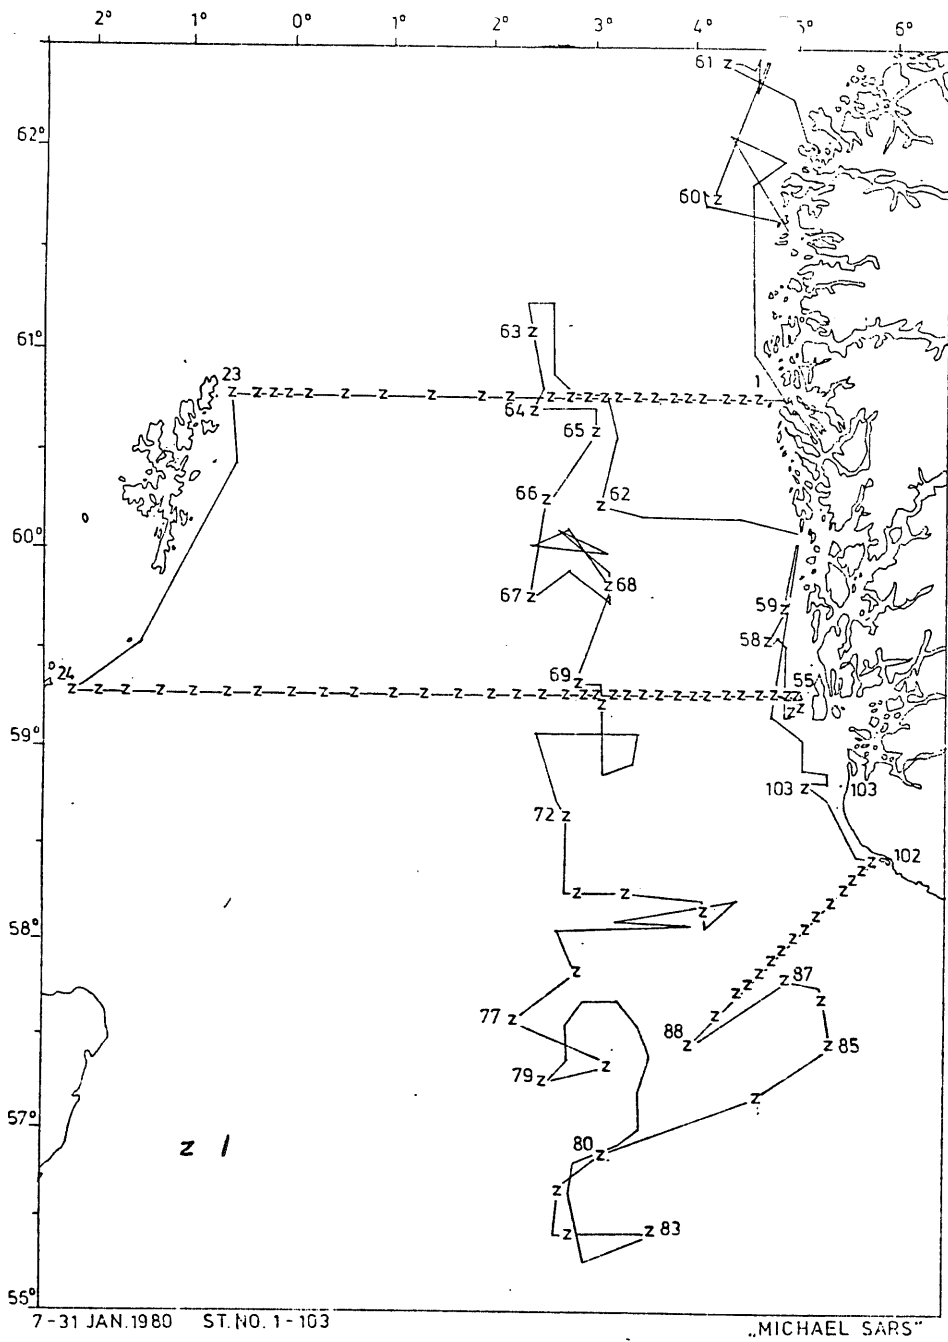 2° 1° 0° 1° 2° 3° 4° 5° 6°
61 z
62°
60 z
61°
63 z
23
1
64 z
65 z
66 z
62
60°
67 z
68
59 z
58 z
24
69 z
55
59°
103 z
103
72 z
102
58°
87
77 z
88
85
79 z
57°
80
z 1
83
55°
7-31 JAN. 1980 ST. NO. 1-103 „MICHAEL SARS"